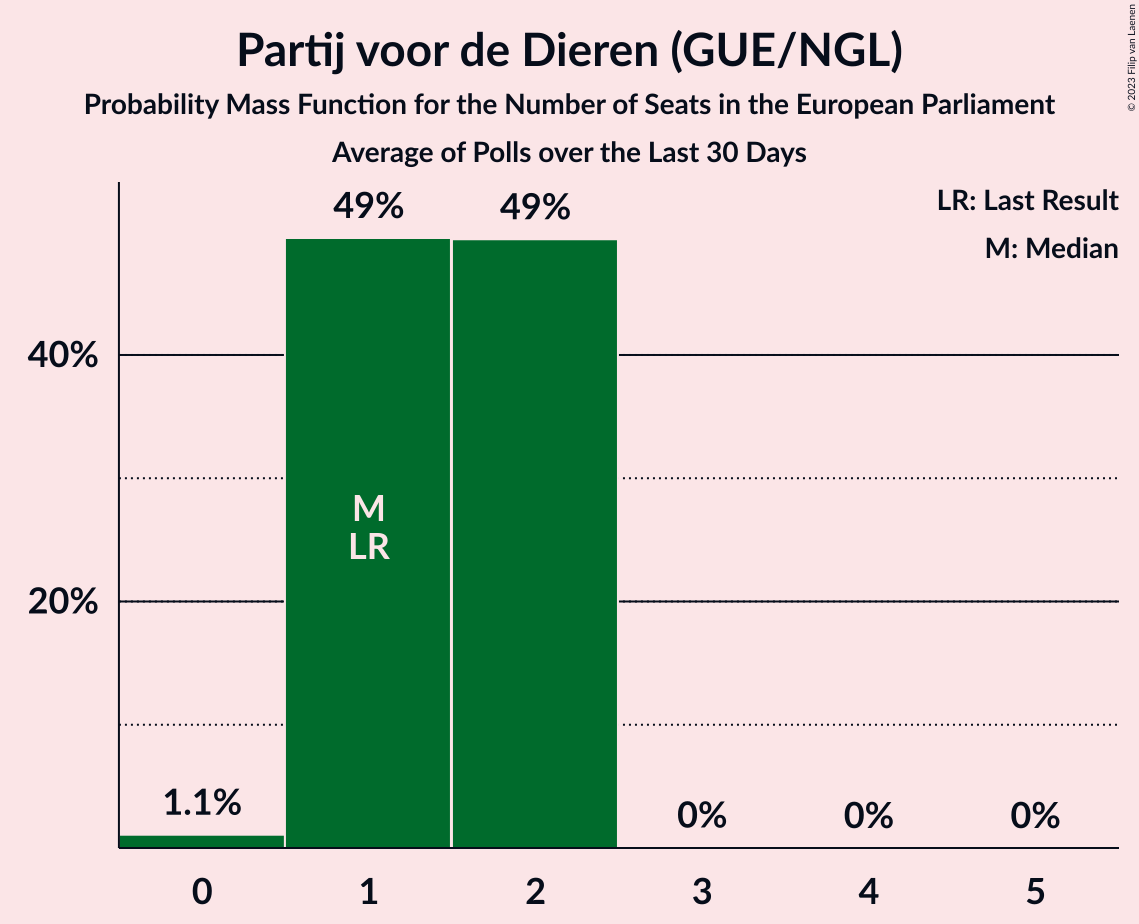 Partij voor de Dieren (GUE/NGL)
Probability Mass Function for the Number of Seats in the European Parliament
Average of Polls over the Last 30 Days
© 2023 Filip van Laenen
LR: Last Result
M: Median
49%
49%
40%
M
LR
20%
1.1%
0%
0%
0%
0
1
2
3
4
5